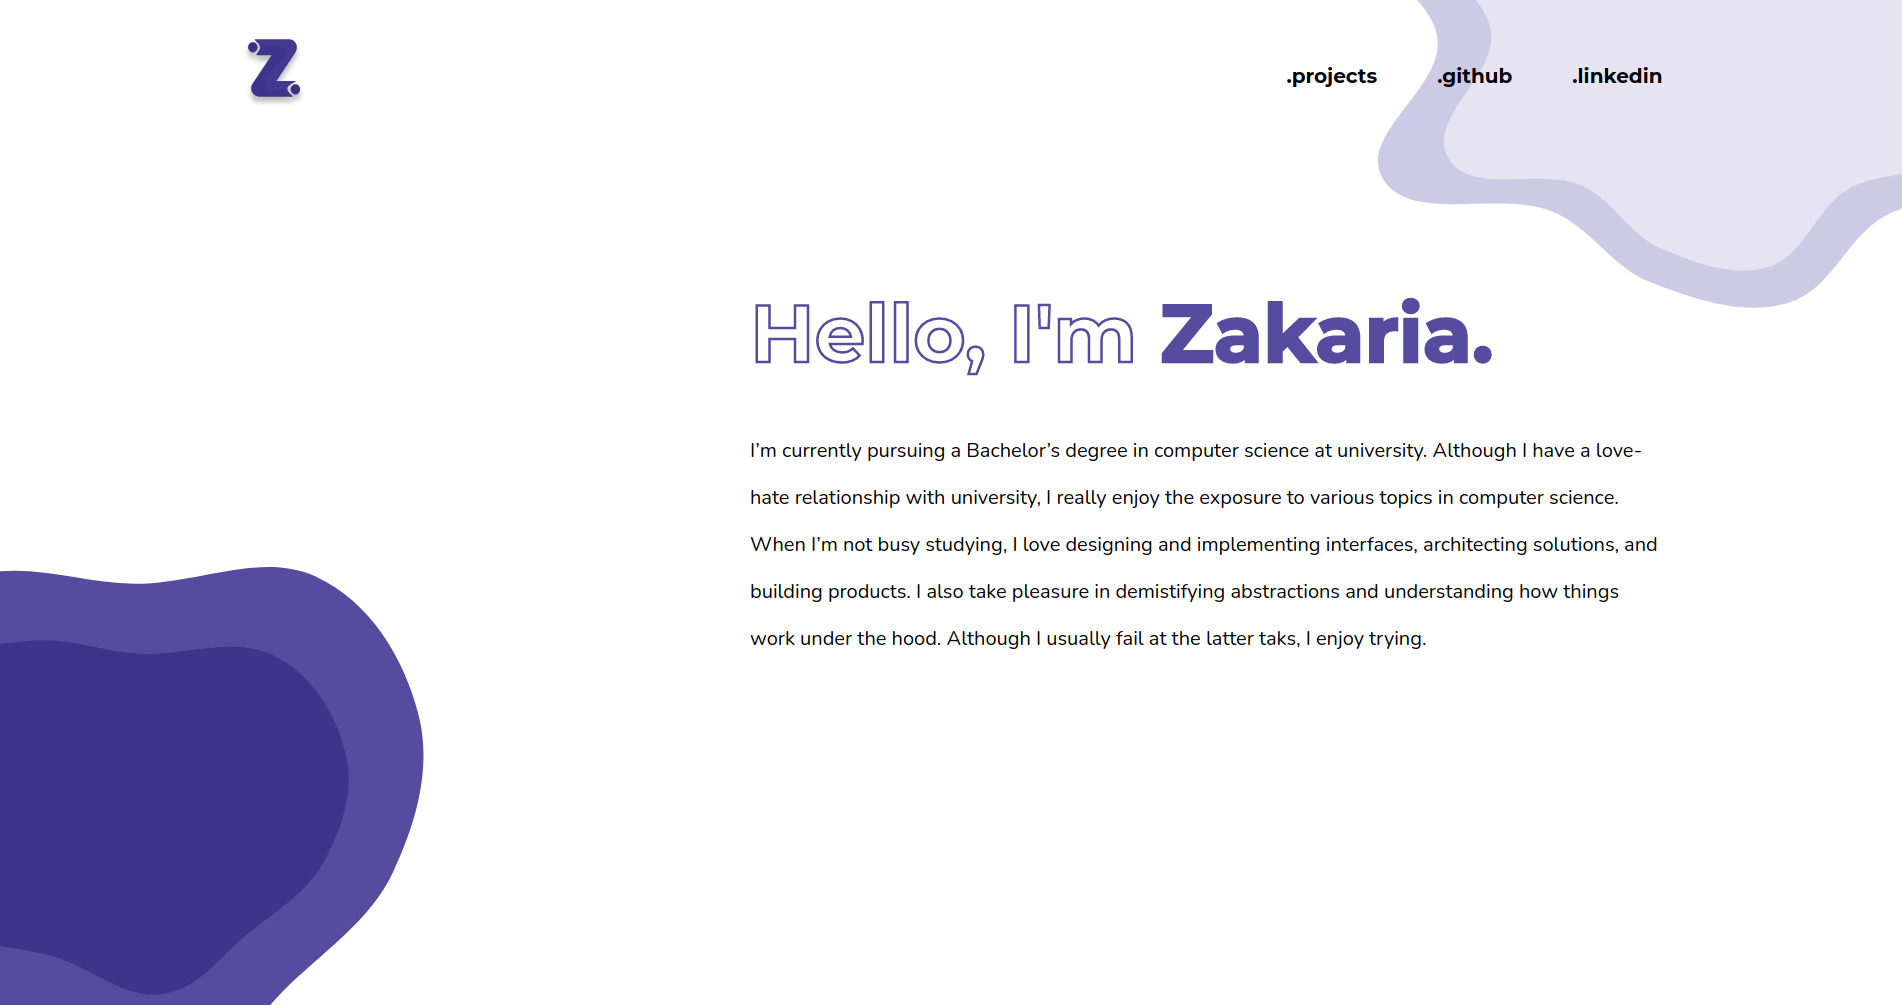 Z
.projects .github .linkedin
Hello, I'm Zakaria.
I’m currently pursuing a Bachelor’s degree in computer science at university. Although I have a love-
hate relationship with university, I really enjoy the exposure to various topics in computer science.
When I’m not busy studying, I love designing and implementing interfaces, architecting solutions, and
building products. I also take pleasure in demistifying abstractions and understanding how things
work under the hood. Although I usually fail at the latter taks, I enjoy trying.